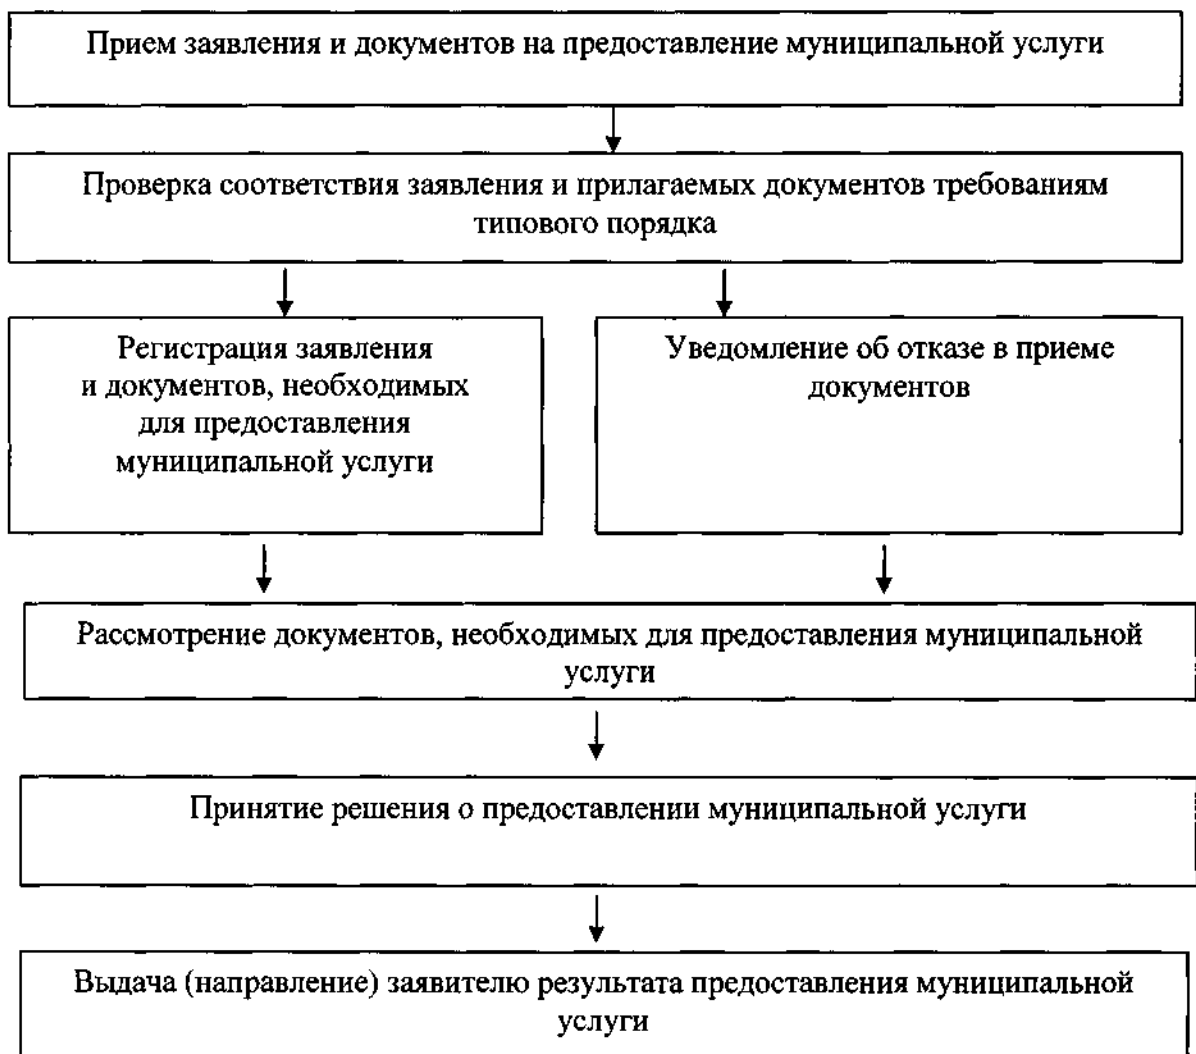 Прием заявления и документов на предоставление муниципальной услуги
Проверка соответствия заявления и прилагаемых документов требованиям
типового порядка
Регистрация заявления
и документов, необходимых
для предоставления
муниципальной услуги
Уведомление об отказе в приеме
документов
Рассмотрение документов, необходимых для предоставления муниципальной
услуги
Принятие решения о предоставлении муниципальной услуги
Выдача (направление) заявителю результата предоставления муниципальной
услуги